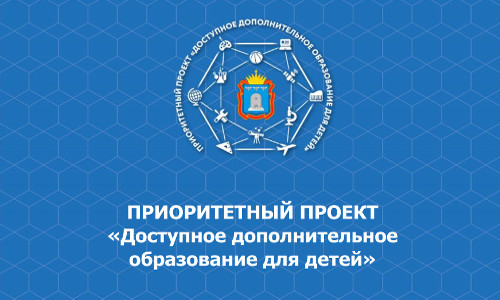 ПРИОРИТЕТНЫЙ ПРОЕКТ «ДОСТУПНОЕ ДОПОЛНИТЕЛЬНОЕ ОБРАЗОВАНИЕ ДЛЯ ДЕТЕЙ»
ПРИОРИТЕТНЫЙ ПРОЕКТ
«Доступное дополнительное
образование для детей»